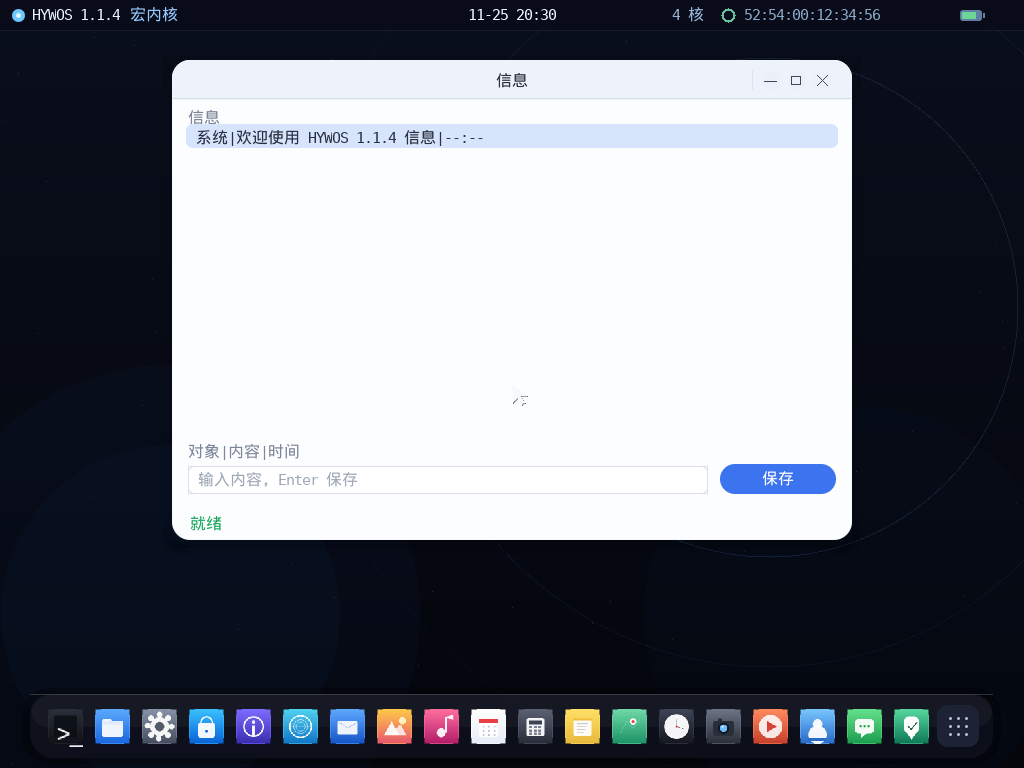 HYWOS 1.1.4 宏内核
11-25 20:30
4 核
52:54:00:12:34:56
信息
信息
系统|欢迎使用 HYWOS 1.1.4 信息|--:--
对象|内容|时间
输入内容, Enter 保存
保存
就绪
>_